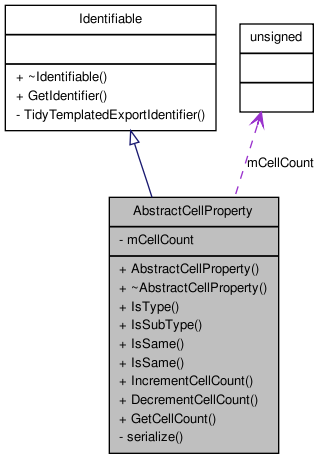 Identifiable
+ ~Identifiable()
+ GetIdentifier()
- TidyTemplatedExportIdentifier()
unsigned
mCellCount
AbstractCellProperty
- mCellCount
+ AbstractCellProperty()
+ ~AbstractCellProperty()
+ IsType()
+ IsSubType()
+ IsSame()
+ IsSame()
+ IncrementCellCount()
+ DecrementCellCount()
+ GetCellCount()
- serialize()